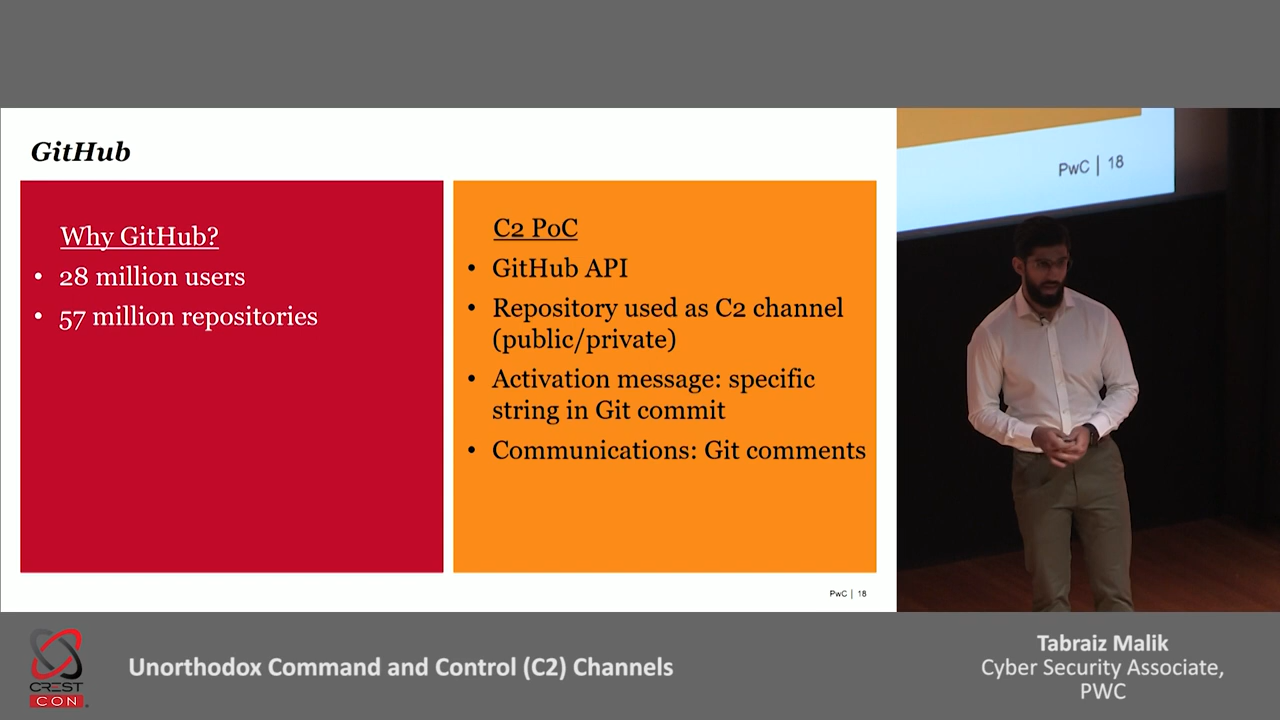 GitHub
Why GitHub?
• 28 million users
• 57 million repositories
C2 PoC
• GitHub API
• Repository used as C2 channel
(public/private)
• Activation message: specific
string in Git commit
• Communications: Git comments
PwC | 18
PwC | 18
CREST
CON
Unorthodox Command and Control (C2) Channels
Tabraiz Malik
Cyber Security Associate,
PWC